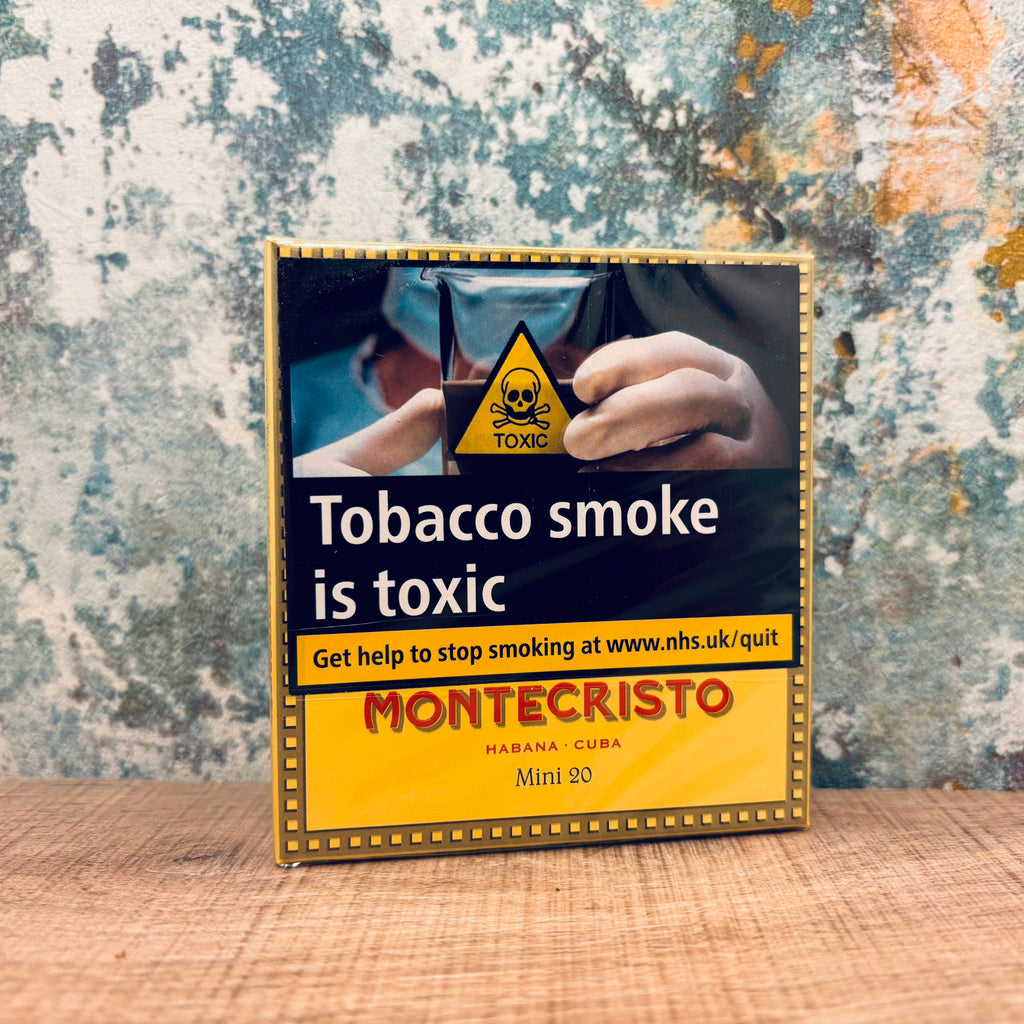 TOXIC
Tobacco smoke
is toxic
Get help to stop smoking at www.nhs.uk/quit
MONTECRISTO
HABANA · CUBA
Mini 20